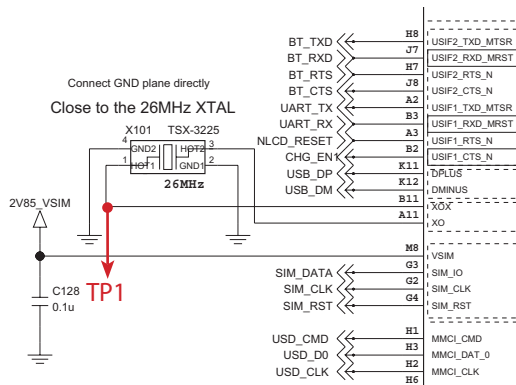 BT_TXD H8 USIF2_TXD_MTSR
BT_RXD J7 USIF2_RXD_MRST
BT_RTS H7 USIF2_RTS_N
BT_CTS J8 USIF2_CTS_N
UART_TX A2 USIF1_TXD_MTSR
UART_RX B3 USIF1_RXD_MRST
NLCD_RESET A3 USIF1_RTS_N
CHG_EN1 B2 USIF1_CTS_N
USB_DP K11 DPLUS
USB_DM K12 DMINUS
B11 XOX
A11 XO
Connect GND plane directly
Close to the 26MHz XTAL
X101 TSX-3225
4 GND2 HOT2 3
1 HOT1 GND1 2
26MHz
2V85_VSIM
TP1
C128
0.1u
M8 VSIM
SIM_DATA G3 SIM_IO
SIM_CLK G2 SIM_CLK
SIM_RST G4 SIM_RST
USD_CMD H1 MMCI_CMD
USD_D0 H3 MMCI_DAT_0
USD_CLK H2 MMCI_CLK
H6